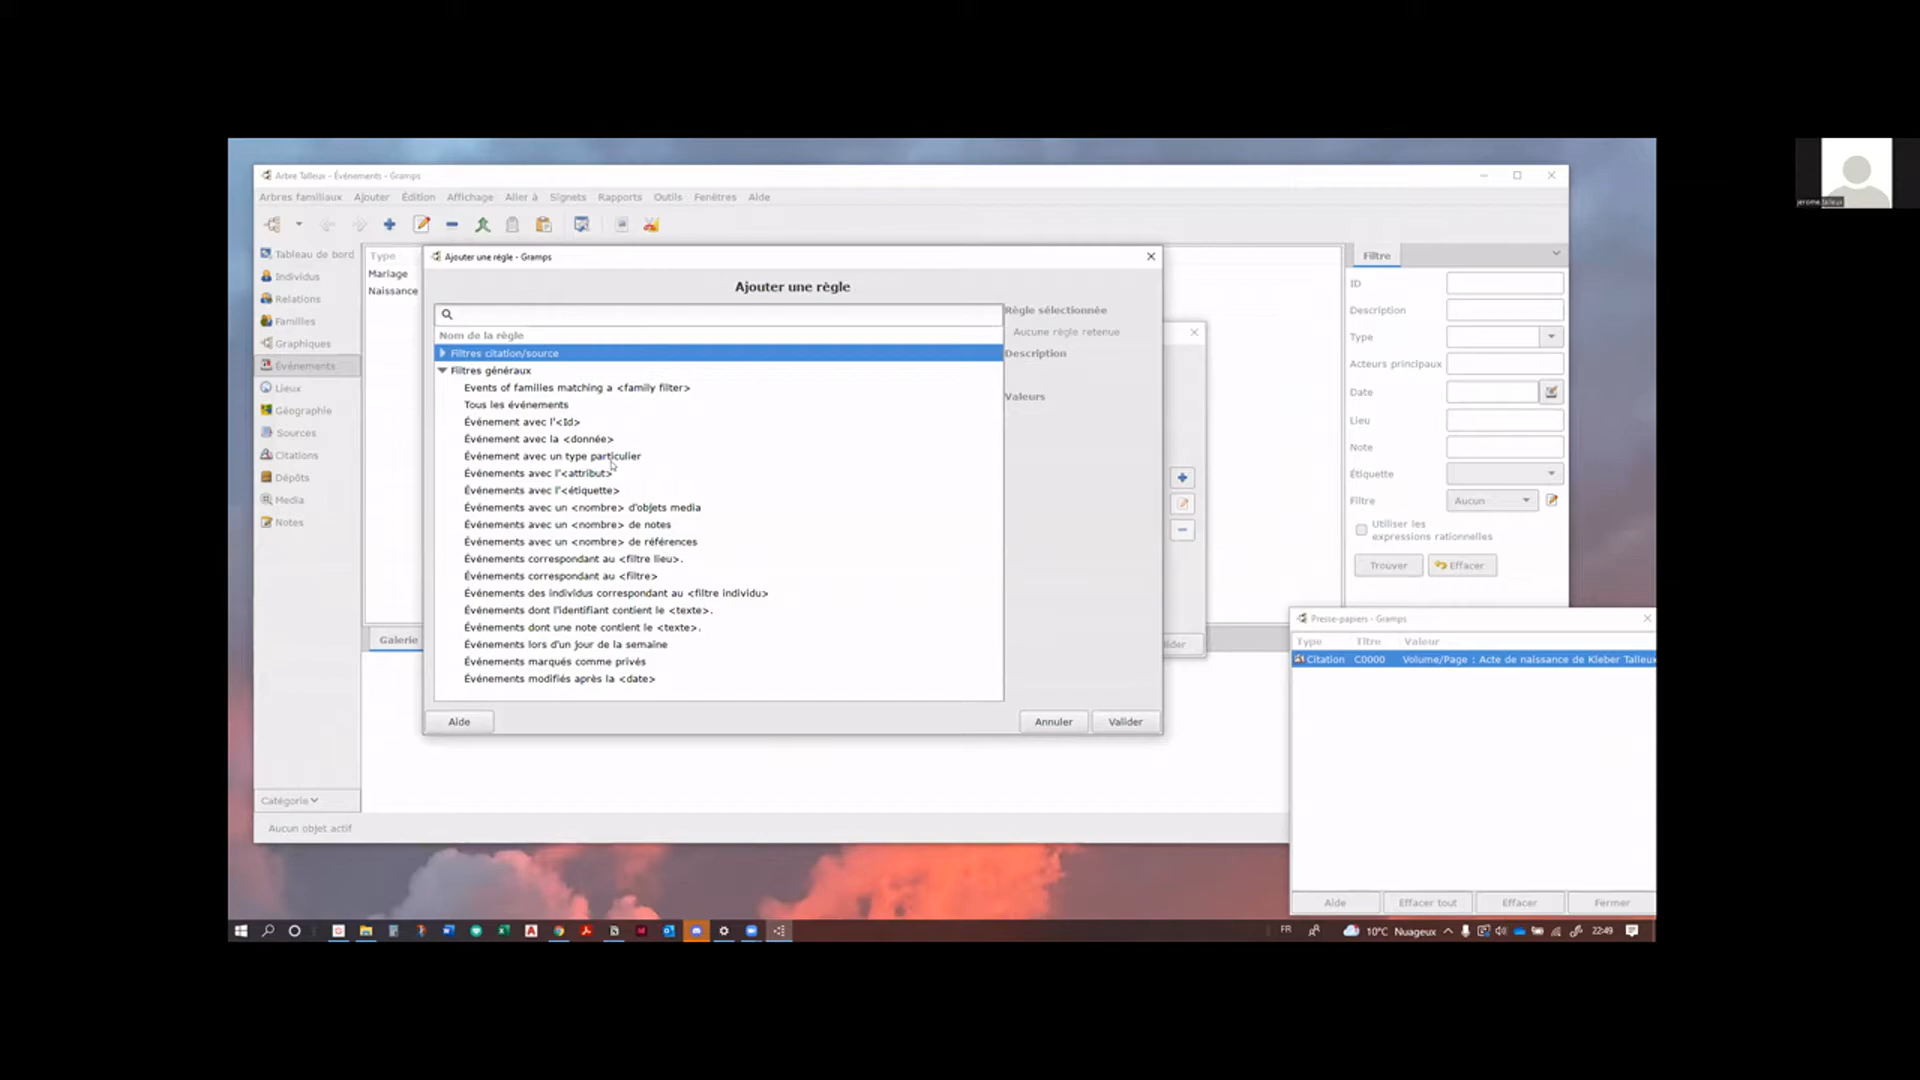 Arbre Talleux - Événements - Gramps
Arbres familiaux Ajouter Édition Affichage Aller à Signets Rapports Outils Fenêtres Aide
Tableau de bord
Individus
Relations
Familles
Graphiques
Événements
Lieux
Géographie
Sources
Citations
Dépôts
Media
Notes
Catégorie
Aucun objet actif
Type
Mariage
Naissance
Galerie
Ajouter une règle - Gramps
Ajouter une règle
Nom de la règle
Filtres citation/source
Filtres généraux
Events of families matching a <family filter>
Tous les événements
Événement avec l'<Id>
Événement avec la <donnée>
Événement avec un type particulier
Événements avec l'<attribut>
Événements avec l'<étiquette>
Événements avec un <nombre> d'objets media
Événements avec un <nombre> de notes
Événements avec un <nombre> de références
Événements correspondant au <filtre lieu>.
Événements correspondant au <filtre>
Événements des individus correspondant au <filtre individu>
Événements dont l'identifiant contient le <texte>.
Événements dont une note contient le <texte>.
Événements lors d'un jour de la semaine
Événements marqués comme privés
Événements modifiés après la <date>
Règle sélectionnée
Aucune règle retenue
Description
Valeurs
Aide Annuler Valider
ider
Filtre
ID
Description
Type
Acteurs principaux
Date
Lieu
Note
Étiquette
Filtre Aucun
Utiliser les
expressions rationnelles
Trouver Effacer
Presse-papiers - Gramps
Type Titre Valeur
Citation C0000 Volume/Page : Acte de naissance de Kleber Talleux
Aide Effacer tout Effacer Fermer
FR 10°C Nuageux 22:49
jerome talleux